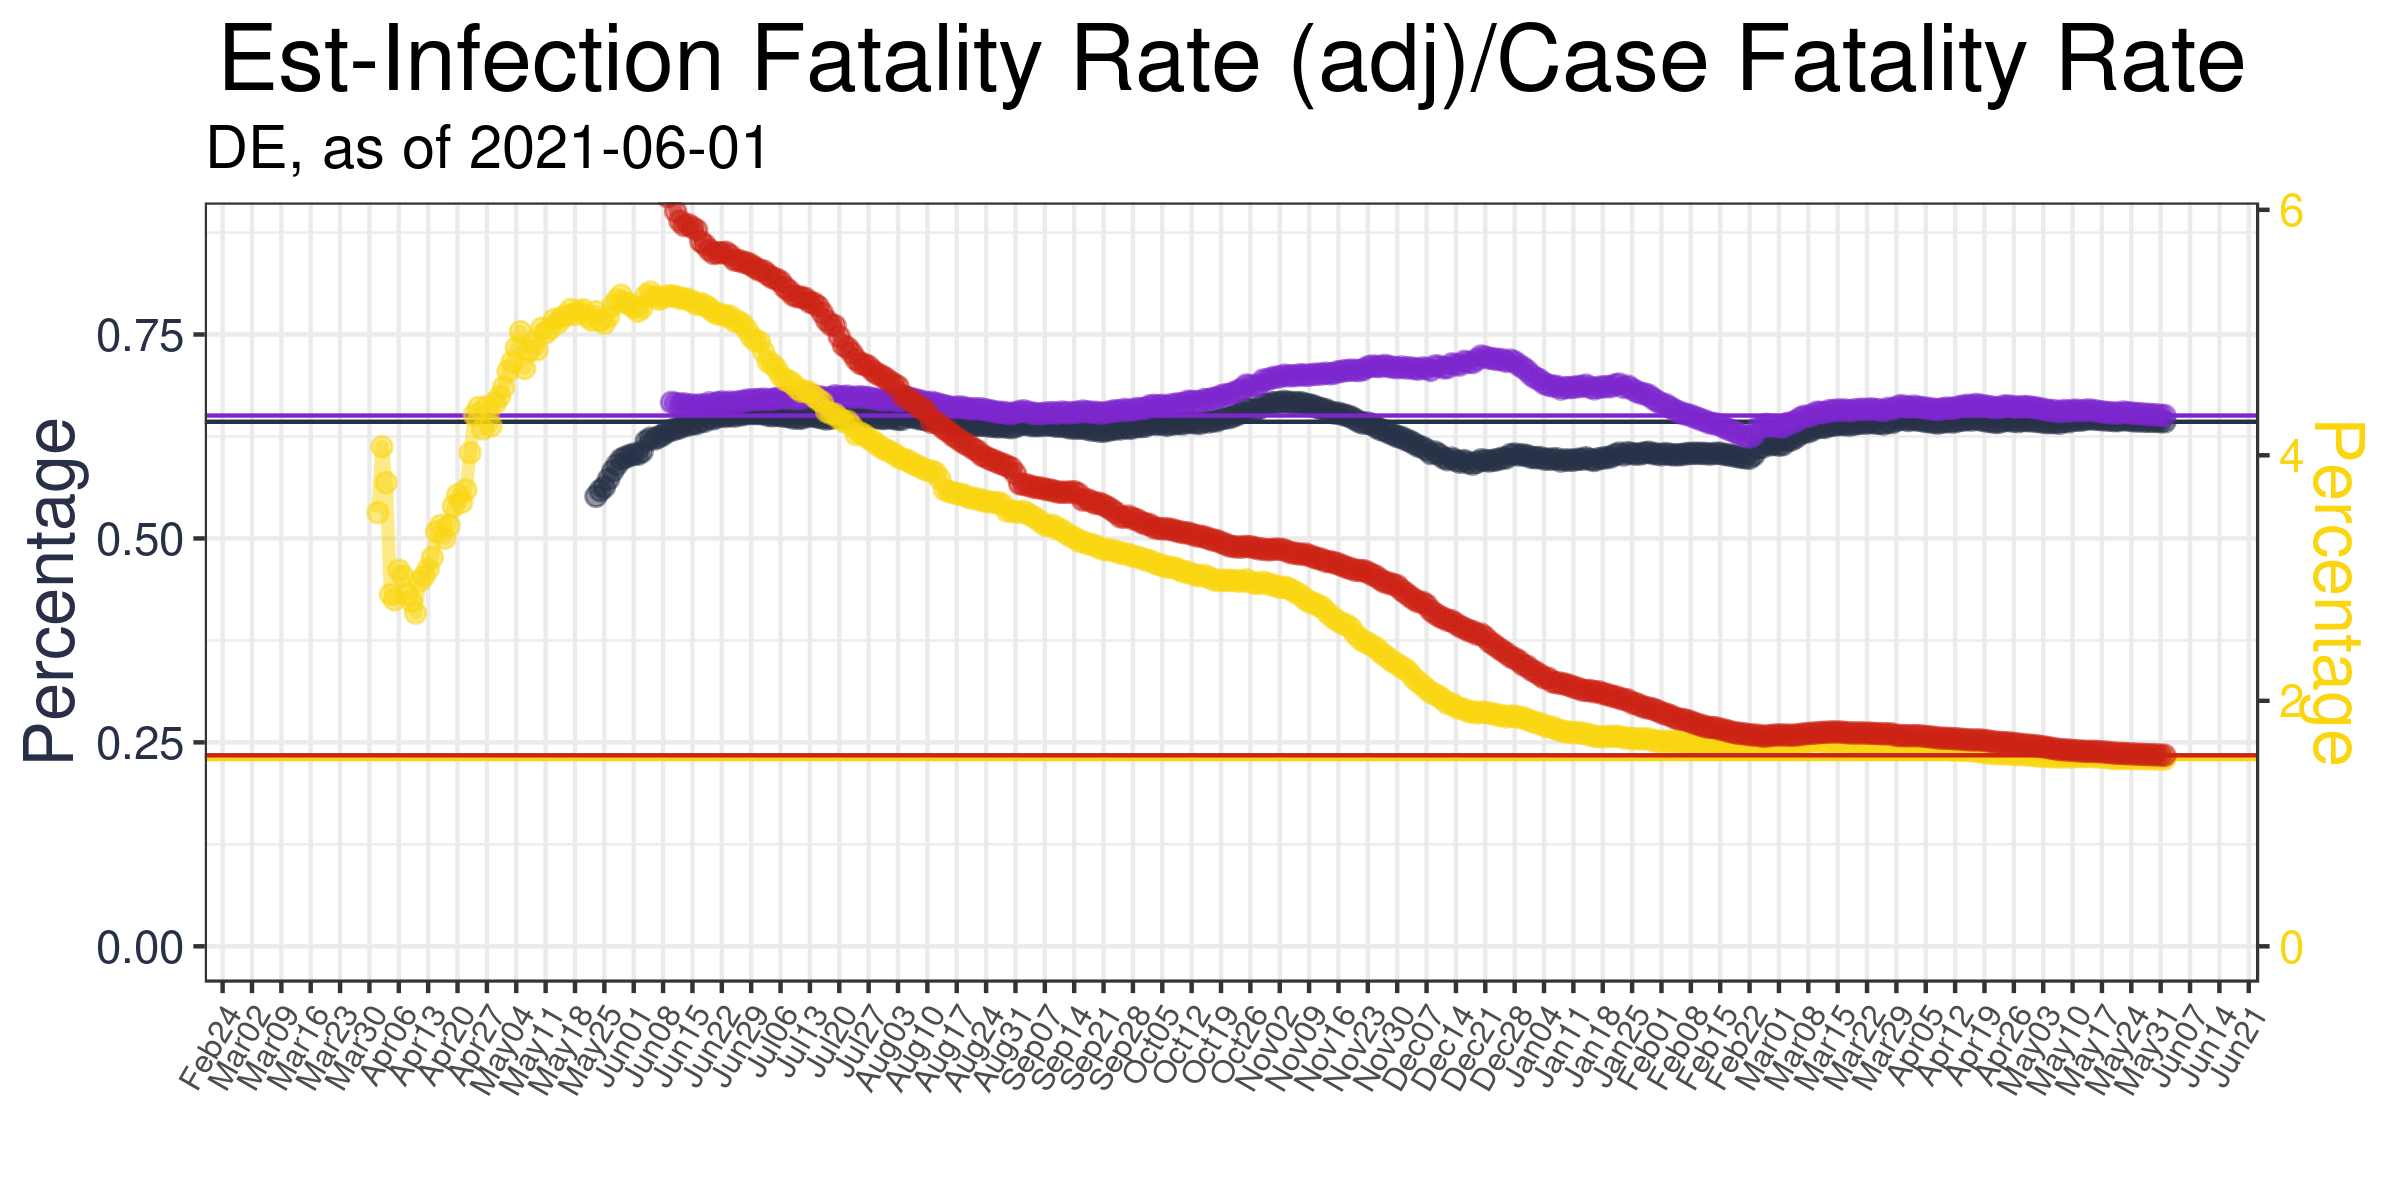 Est-Infection Fatality Rate (adj)/Case Fatality Rate
DE, as of 2021-06-01
Percentage
0.75
0.50
0.25
0.00
6
4
2
0
Percentage
Feb24
Mar02
Mar09
Mar16
Mar23
Mar30
Apr06
Apr13
Apr20
Apr27
May04
May11
May18
May25
Jun01
Jun08
Jun15
Jun22
Jun29
Jul06
Jul13
Jul20
Jul27
Aug03
Aug10
Aug17
Aug24
Aug31
Sep07
Sep14
Sep21
Sep28
Oct05
Oct12
Oct19
Oct26
Nov02
Nov09
Nov16
Nov23
Nov30
Dec07
Dec14
Dec21
Dec28
Jan04
Jan11
Jan18
Jan25
Feb01
Feb08
Feb15
Feb22
Mar01
Mar08
Mar15
Mar22
Mar29
Apr05
Apr12
Apr19
Apr26
May03
May10
May17
May24
May31
Jun07
Jun14
Jun21